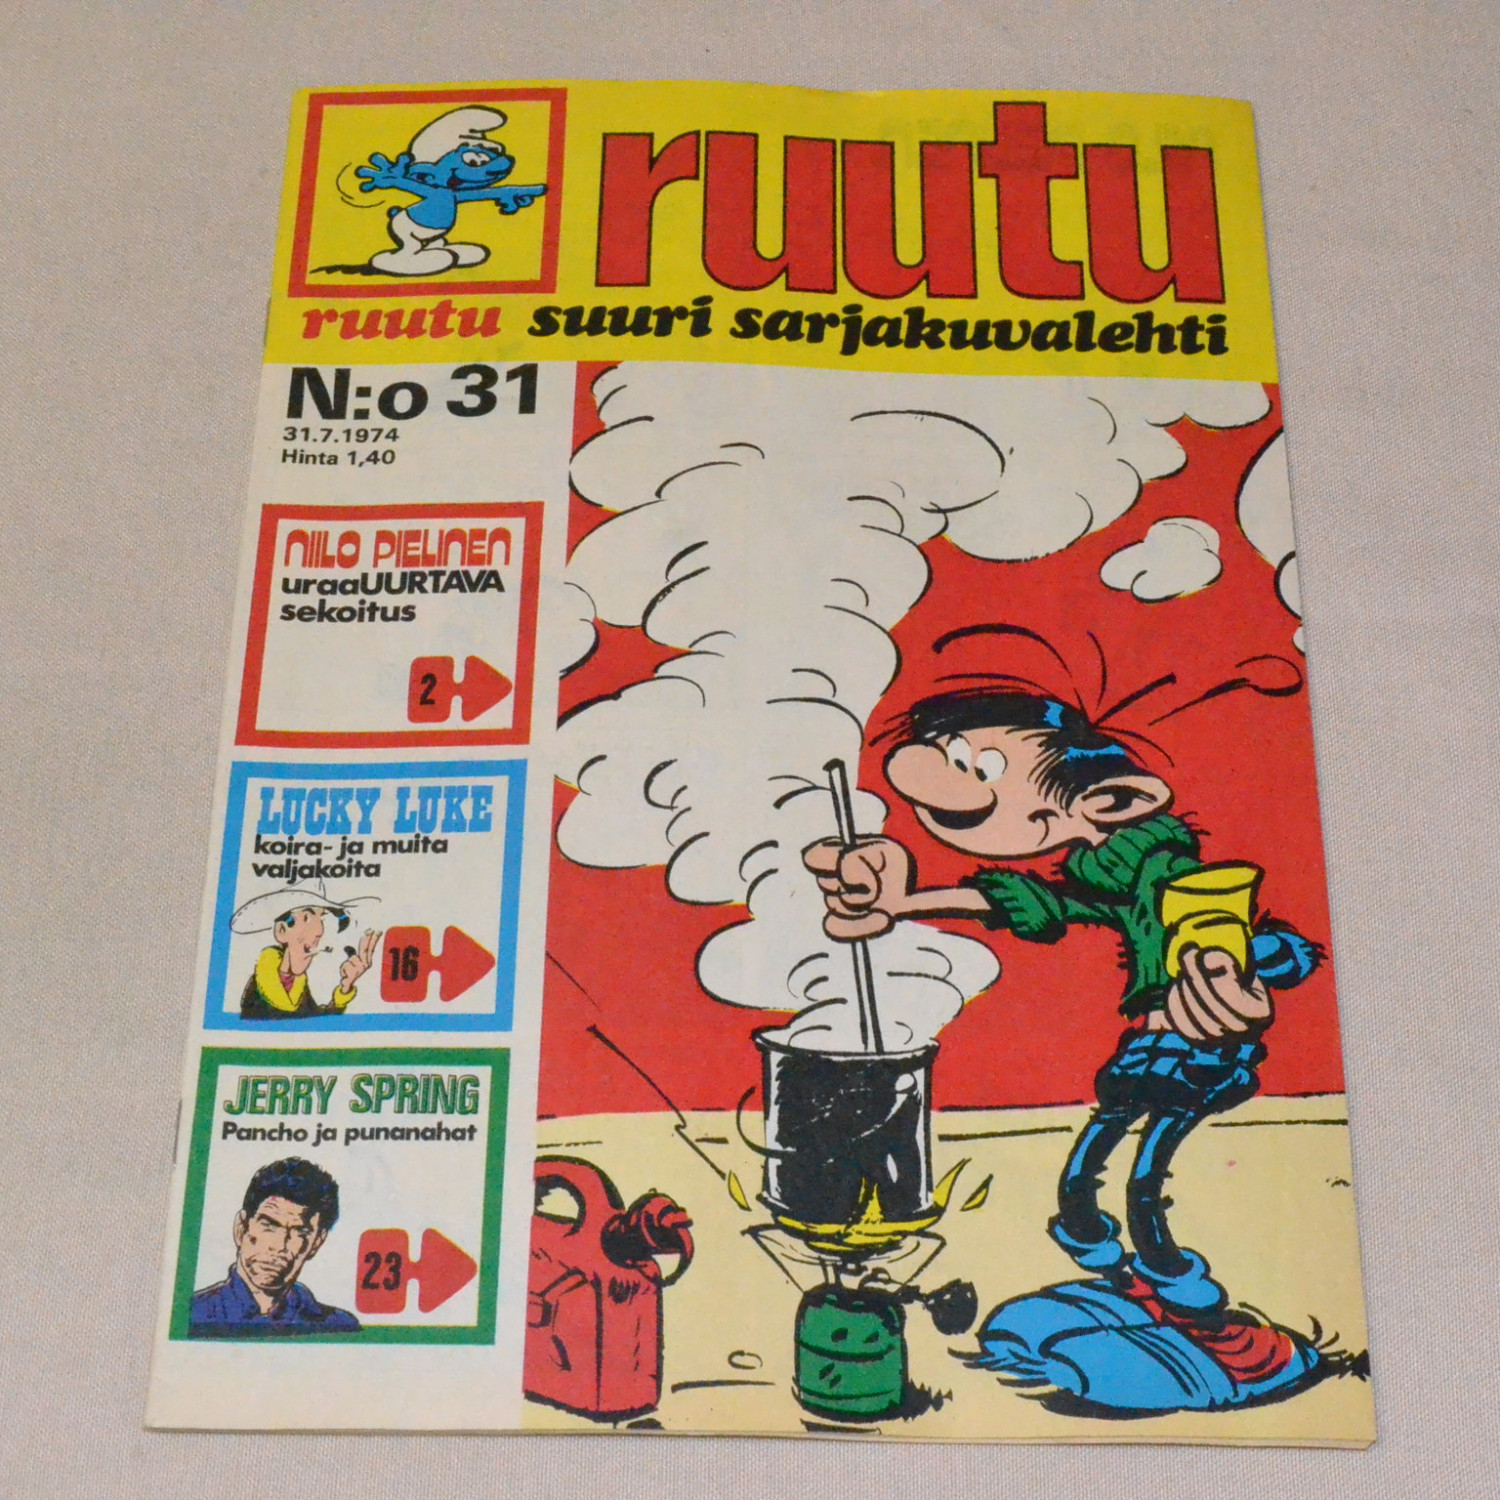 ruutu
ruutu suuri sarjakuvalehti
N:o 31
31.7.1974
Hinta 1,40
NIILO PIELINEN
uraaUURTAVA
sekoitus
2
LUCKY LUKE
koira- ja muita
valjakoita
16
JERRY SPRING
Pancho ja punanahat
23